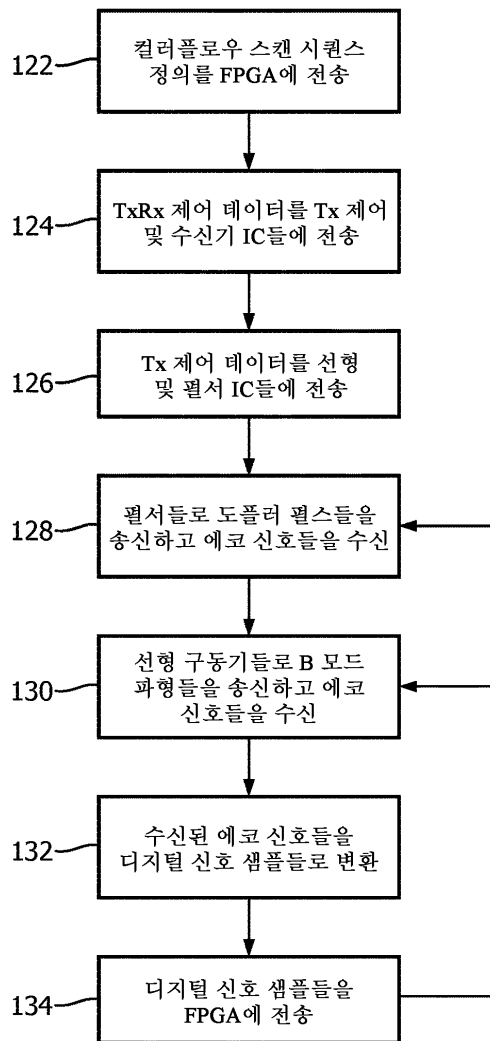 122
컬러플로우 스캔 시퀀스
정의를 FPGA에 전송
124
TxRx 제어 데이터를 Tx 제어
및 수신기 IC들에 전송
126
Tx 제어 데이터를 선형
및 펄서 IC들에 전송
128
펄서들로 도플러 펄스들을
송신하고 에코 신호들을 수신
130
선형 구동기들로 B 모드
파형들을 송신하고 에코
신호들을 수신
132
수신된 에코 신호들을
디지털 신호 샘플들로 변환
134
디지털 신호 샘플들을
FPGA에 전송